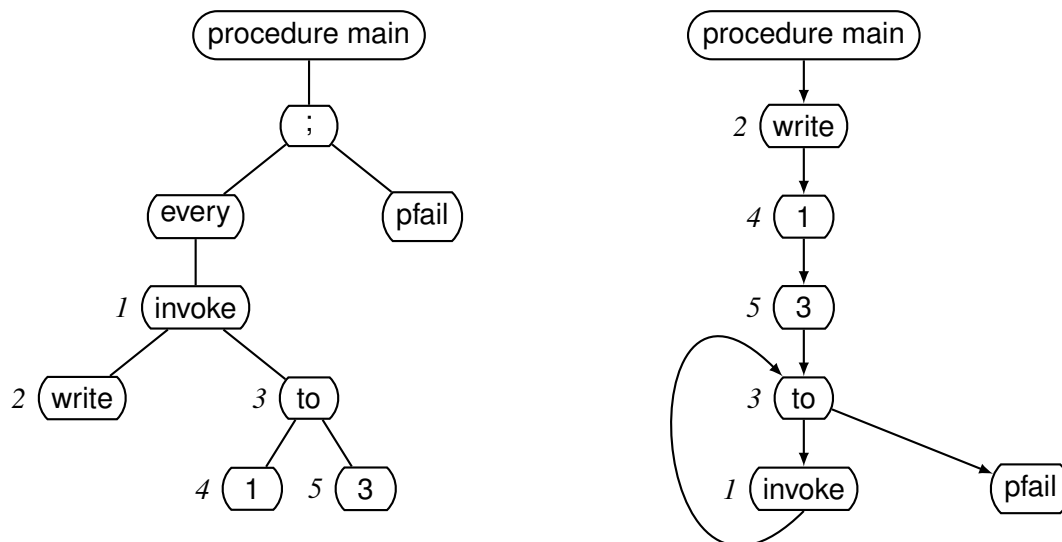 procedure main
;
every
pfail
1 invoke
2 write
3 to
4 1
5 3
procedure main
2 write
4 1
5 3
3 to
1 invoke
pfail